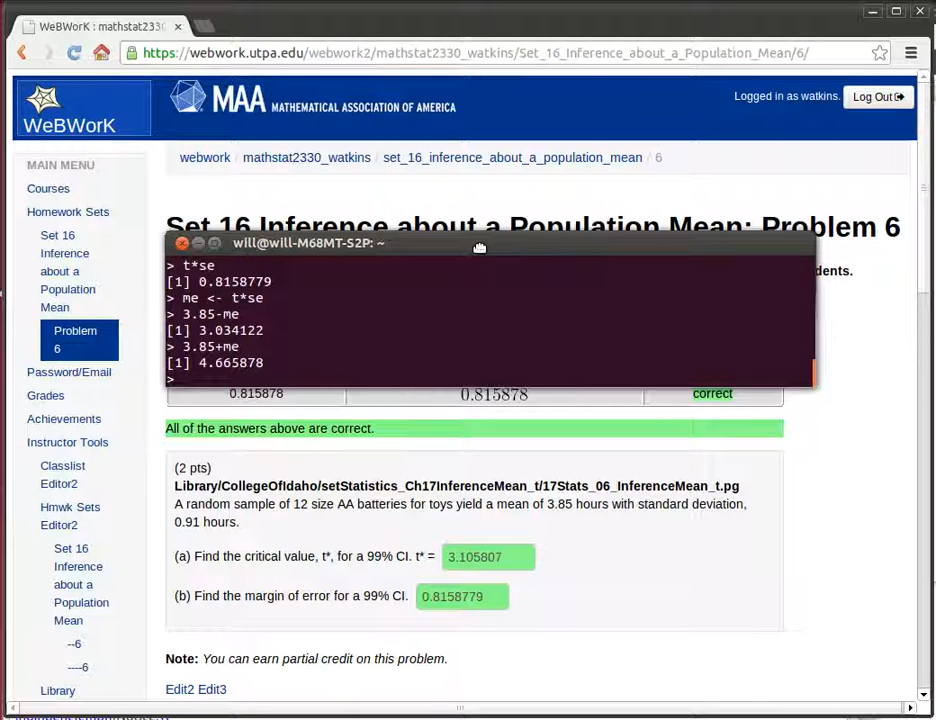 WeBWorK : mathstat233
https://webwork.utpa.edu/webwork2/mathstat2330_watkins/Set_16_Inference_about_a_Population_Mean/6/
WeBWorK
MAA MATHEMATICAL ASSOCIATION OF AMERICA
Logged in as watkins.
Log Out
MAIN MENU
Courses
Homework Sets
Set 16
Inference
about a
Population
Mean
Problem
6
Password/Email
Grades
Achievements
Instructor Tools
Classlist
Editor2
Hmwk Sets
Editor2
Set 16
Inference
about a
Population
Mean
--6
----6
Library
webwork / mathstat2330_watkins / set_16_inference_about_a_population_mean / 6
Set 16 Inference about a Population Mean: Problem 6
dents.
will@will-M68MT-S2P: ~
> t*se
[1] 0.8158779
> me <- t*se
> 3.85-me
[1] 3.034122
> 3.85+me
[1] 4.665878
>
0.815878 0.815878 correct
All of the answers above are correct.
(2 pts)
Library/CollegeOfIdaho/setStatistics_Ch17InferenceMean_t/17Stats_06_InferenceMean_t.pg
A random sample of 12 size AA batteries for toys yield a mean of 3.85 hours with standard deviation,
0.91 hours.
(a) Find the critical value, t*, for a 99% CI. t* = 3.105807
(b) Find the margin of error for a 99% CI. 0.8158779
Note: You can earn partial credit on this problem.
Edit2 Edit3